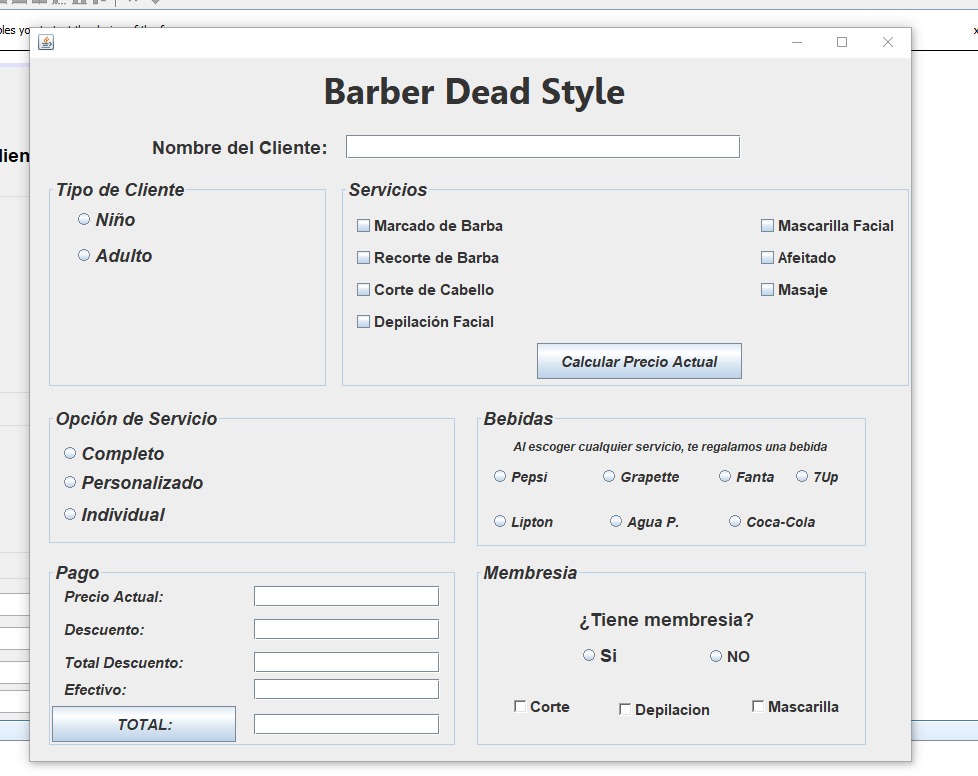 Barber Dead Style
Nombre del Cliente:
Tipo de Cliente
Niño
Adulto
Servicios
Marcado de Barba
Mascarilla Facial
Recorte de Barba
Afeitado
Corte de Cabello
Masaje
Depilación Facial
Calcular Precio Actual
Opción de Servicio
Completo
Personalizado
Individual
Bebidas
Al escoger cualquier servicio, te regalamos una bebida
Pepsi Grapette Fanta 7Up
Lipton Agua P. Coca-Cola
Pago
Precio Actual:
Descuento:
Total Descuento:
Efectivo:
TOTAL:
Membresia
¿Tiene membresia?
Si NO
Corte Depilacion Mascarilla